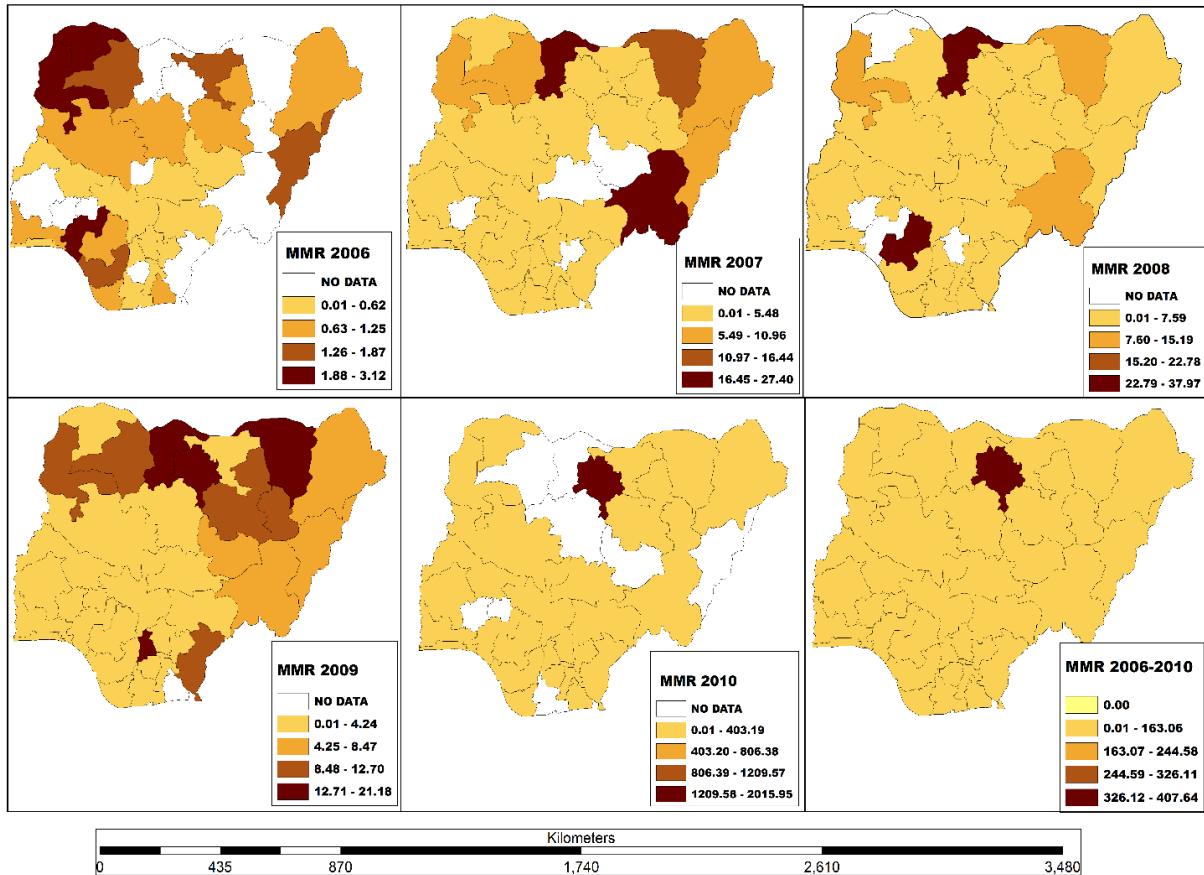 MMR 2006
NO DATA
0.01 - 0.62
0.63 - 1.25
1.26 - 1.87
1.88 - 3.12
MMR 2007
NO DATA
0.01 - 5.48
5.49 - 10.96
10.97 - 16.44
16.45 - 27.40
MMR 2008
NO DATA
0.01 - 7.59
7.60 - 15.19
15.20 - 22.78
22.79 - 37.97
MMR 2009
NO DATA
0.01 - 4.24
4.25 - 8.47
8.48 - 12.70
12.71 - 21.18
MMR 2010
NO DATA
0.01 - 403.19
403.20 - 806.38
806.39 - 1209.57
1209.58 - 2015.95
MMR 2006-2010
0.00
0.01 - 163.06
163.07 - 244.58
244.59 - 326.11
326.12 - 407.64
Kilometers
0 435 870 1,740 2,610 3,480